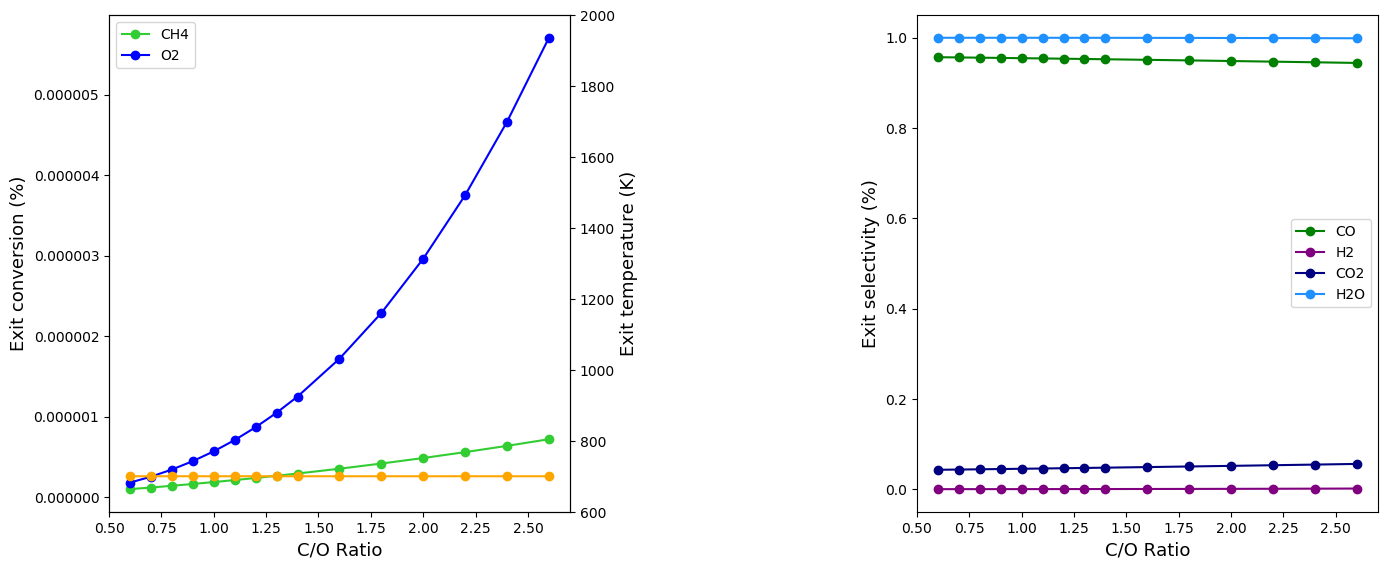 CH4
O2
Exit conversion (%)
0.000005
0.000004
0.000003
0.000002
0.000001
0.000000
2000
1800
1600
1400
1200
1000
800
600
Exit temperature (K)
0.50 0.75 1.00 1.25 1.50 1.75 2.00 2.25 2.50
C/O Ratio
Exit selectivity (%)
1.0
0.8
0.6
0.4
0.2
0.0
CO
H2
CO2
H2O
0.50 0.75 1.00 1.25 1.50 1.75 2.00 2.25 2.50
C/O Ratio